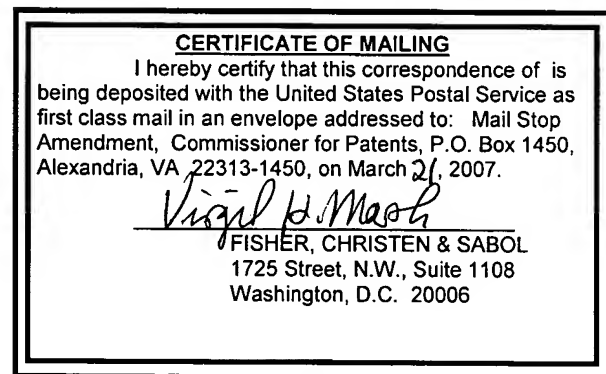 CERTIFICATE OF MAILING
I hereby certify that this correspondence of is
being deposited with the United States Postal Service as
first class mail in an envelope addressed to: Mail Stop
Amendment, Commissioner for Patents, P.O. Box 1450,
Alexandria, VA 22313-1450, on March 21, 2007.
Virgil H. Marsh
FISHER, CHRISTEN & SABOL
1725 Street, N.W., Suite 1108
Washington, D.C. 20006